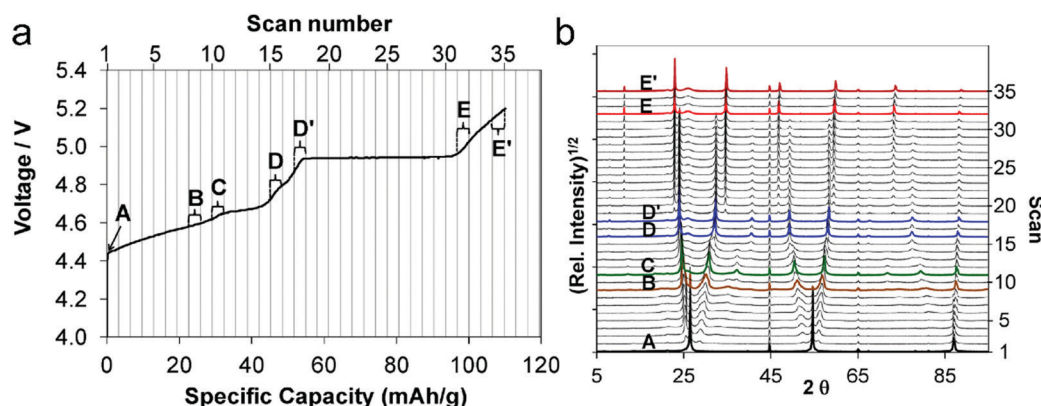 a
Scan number
1 5 10 15 20 25 30 35
5.4
5.2
5.0
4.8
4.6
4.4
4.2
4.0
Voltage / V
A
B
C
D
D'
E
E'
0 20 40 60 80 100 120
Specific Capacity (mAh/g)
b
(Rel. Intensity)1/2
E'
E
D'
D
C
B
A
35
30
25
20
15
10
5
1
Scan
5 25 45 65 85
2 θ